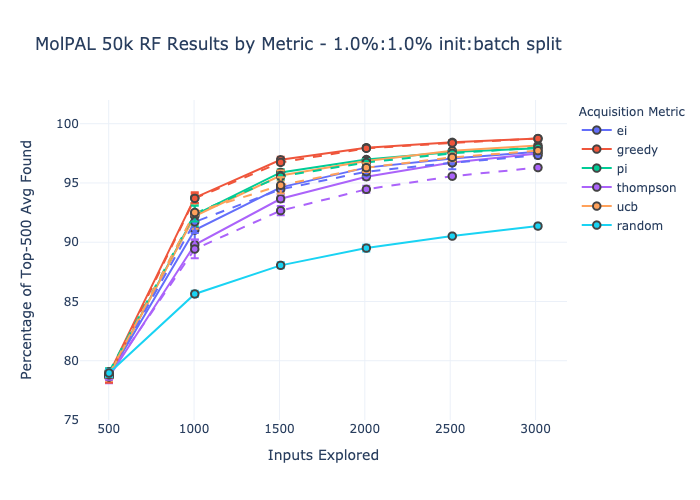 MolPAL 50k RF Results by Metric - 1.0%:1.0% init:batch split
Acquisition Metric
ei
greedy
pi
thompson
ucb
random
Percentage of Top-500 Avg Found
100
95
90
85
80
75
500
1000
1500
2000
2500
3000
Inputs Explored